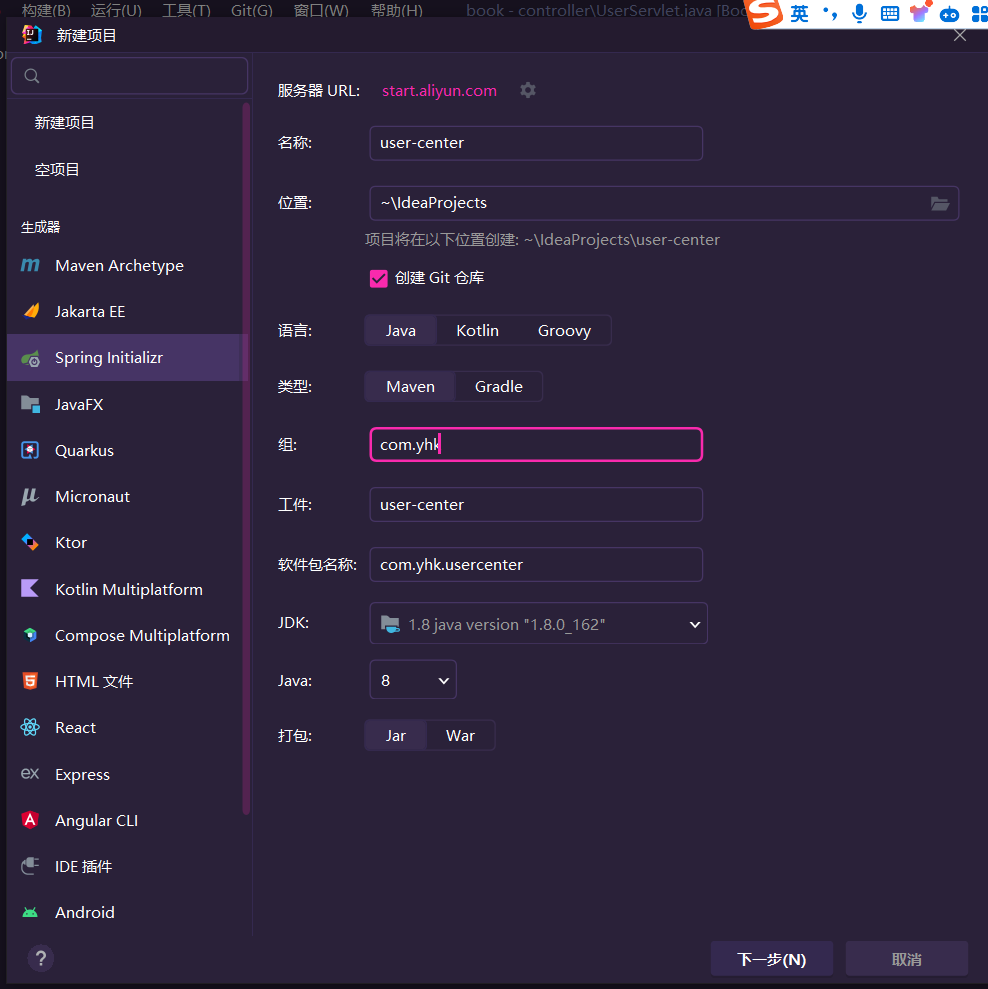 构建(B) 运行(U) 工具(T) Git(G) 窗口(W) 帮助(H) book - controller\UserServlet.java
英
新建项目
新建项目
空项目
生成器
Maven Archetype
Jakarta EE
Spring Initializr
JavaFX
Quarkus
Micronaut
Ktor
Kotlin Multiplatform
Compose Multiplatform
HTML 文件
React
Express
Angular CLI
IDE 插件
Android
服务器 URL: start.aliyun.com
名称: user-center
位置: ~\IdeaProjects
项目将在以下位置创建: ~\IdeaProjects\user-center
创建 Git 仓库
语言: Java Kotlin Groovy
类型: Maven Gradle
组: com.yhk
工件: user-center
软件包名称: com.yhk.usercenter
JDK: 1.8 java version "1.8.0_162"
Java: 8
打包: Jar War
? 下一步(N) 取消